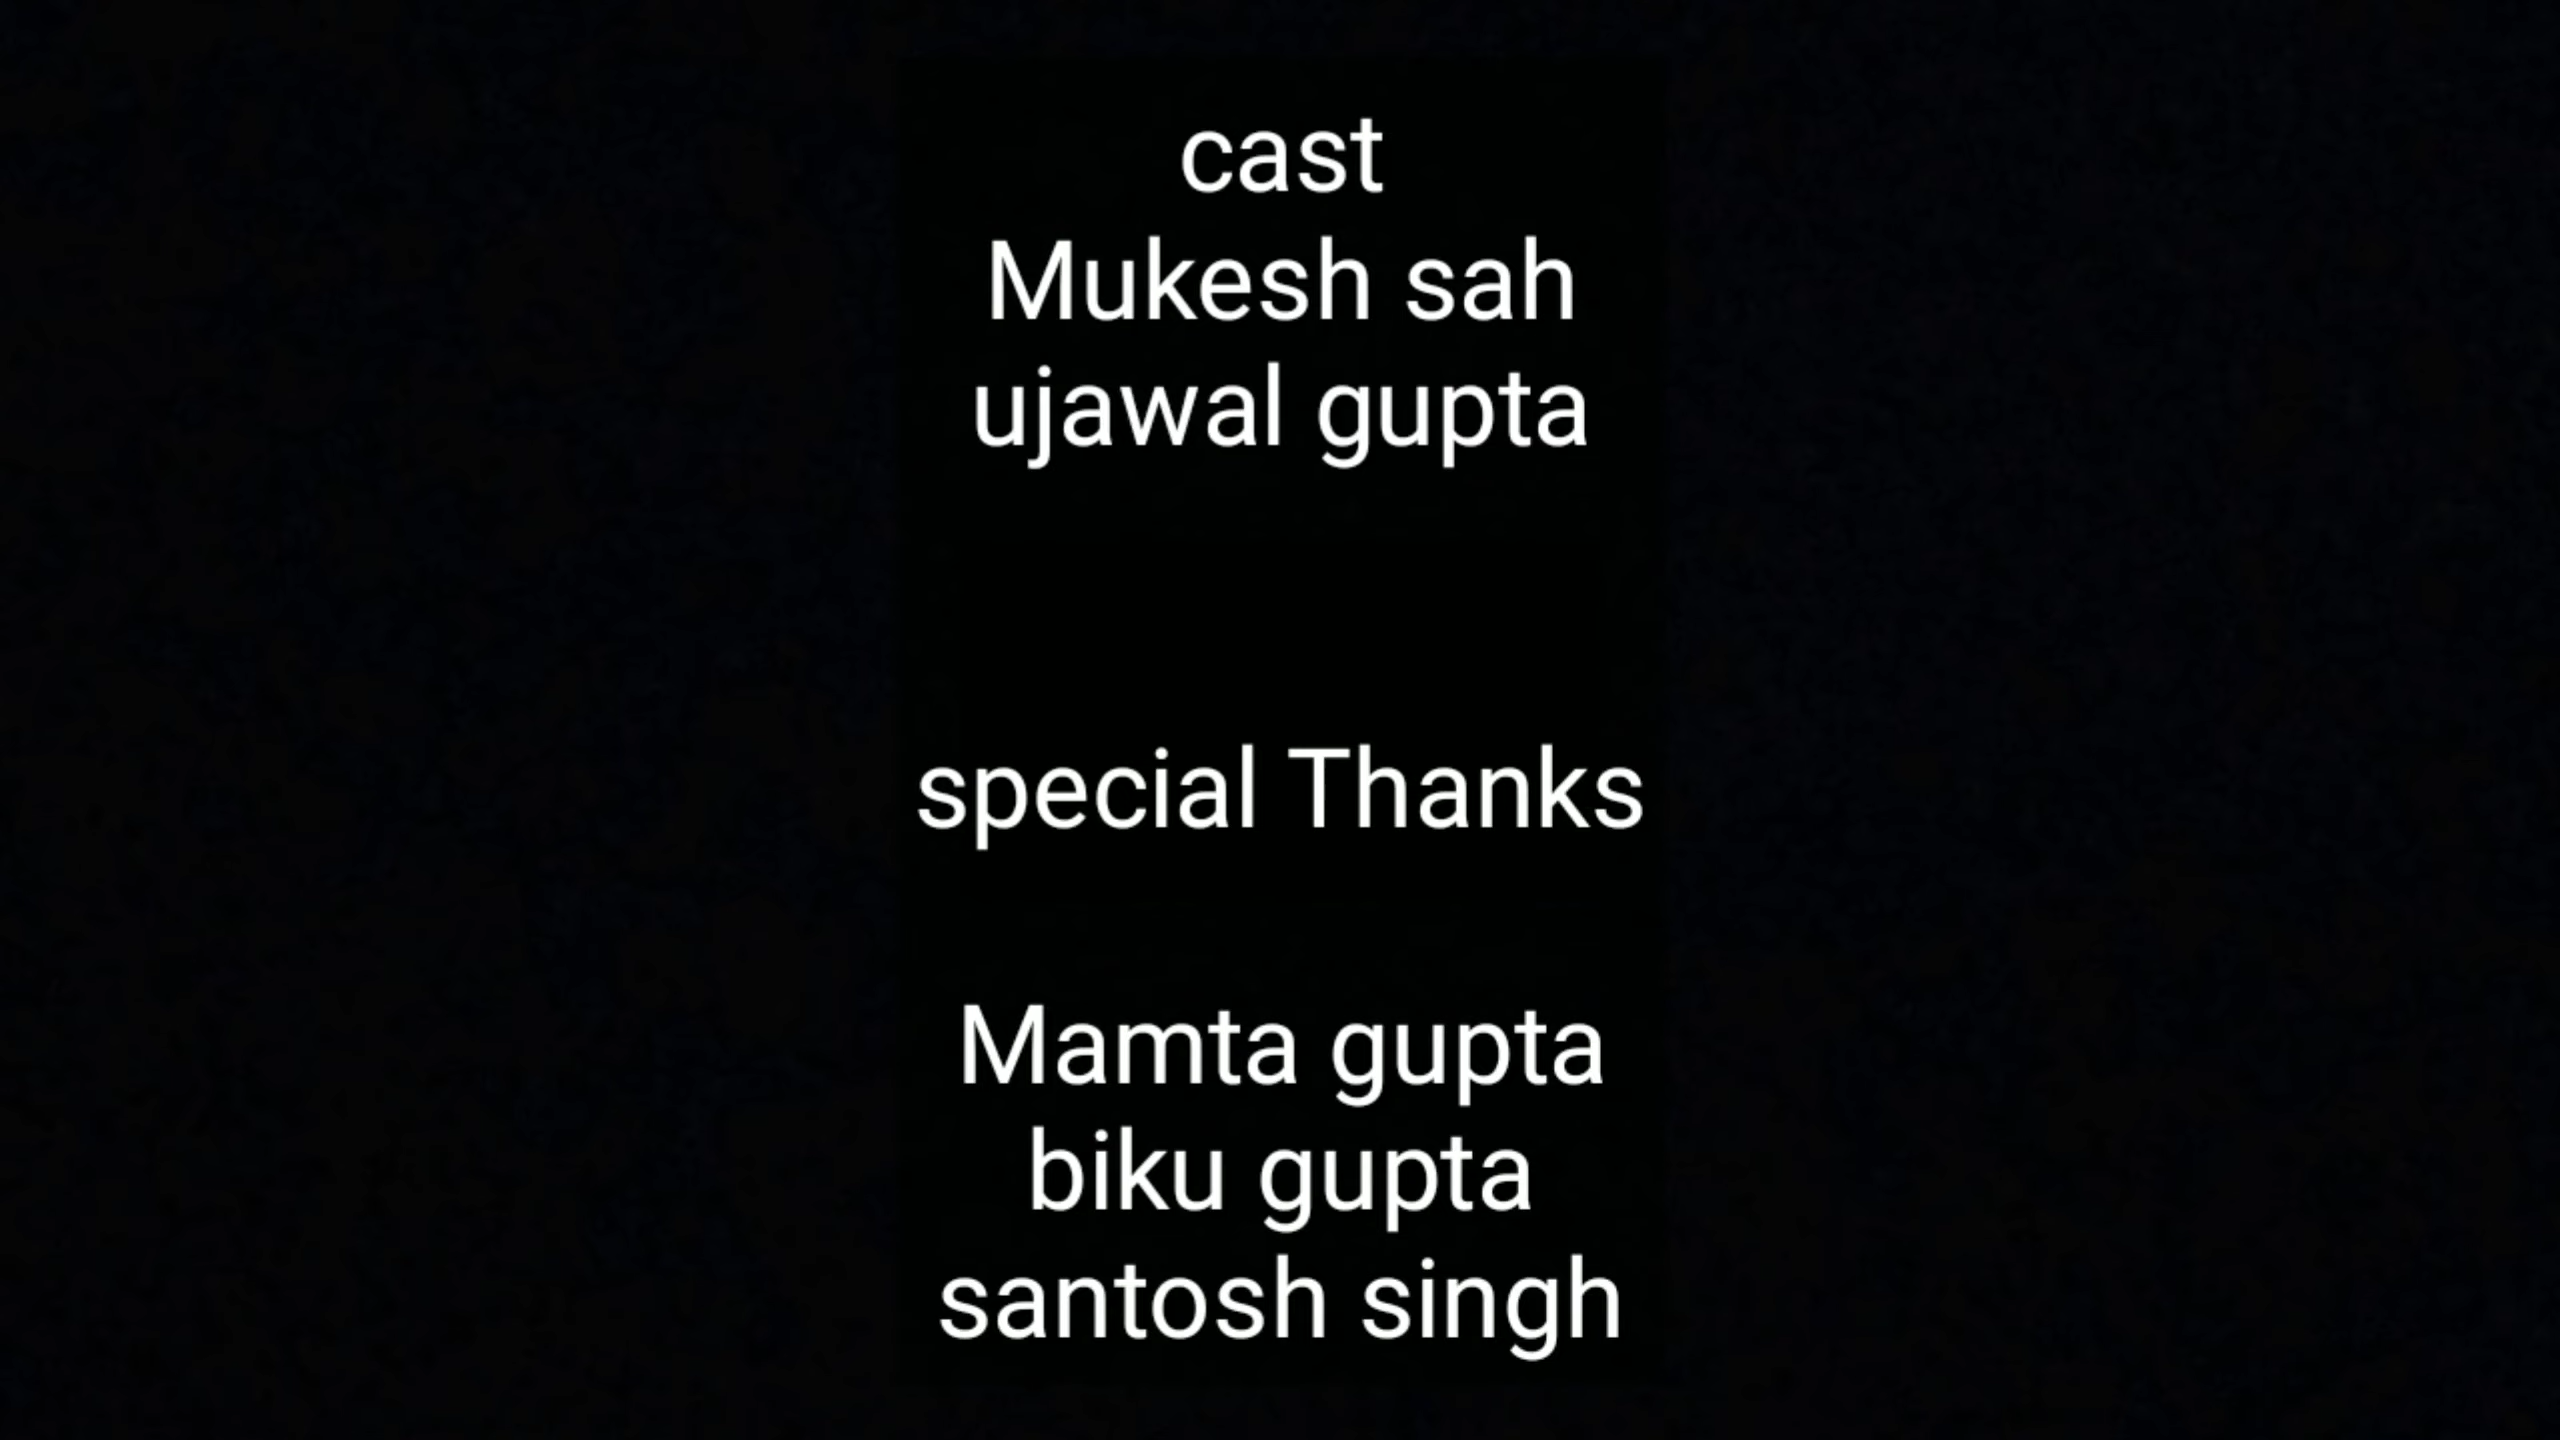 cast
Mukesh sah
ujawal gupta
special Thanks
Mamta gupta
biku gupta
santosh singh